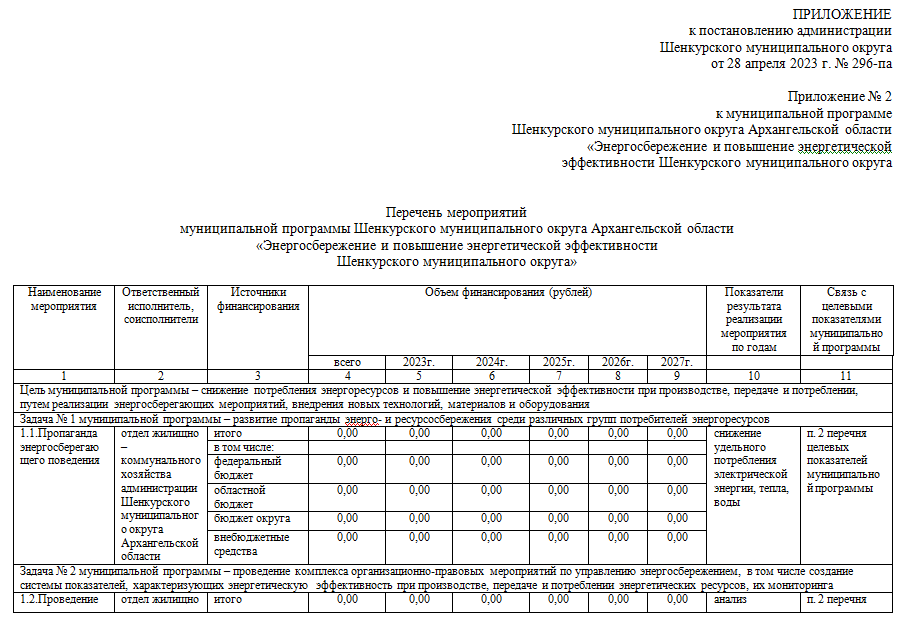 ПРИЛОЖЕНИЕ
к постановлению администрации
Шенкурского муниципального округа
от 28 апреля 2023 г. № 296-па
Приложение № 2
к муниципальной программе
Шенкурского муниципального округа Архангельской области
«Энергосбережение и повышение энергетической
эффективности Шенкурского муниципального округа
Перечень мероприятий
муниципальной программы Шенкурского муниципального округа Архангельской области
«Энергосбережение и повышение энергетической эффективности
Шенкурского муниципального округа»
Наименование мероприятия | Ответственный исполнитель, соисполнители | Источники финансирования | Объем финансирования (рублей) | Показатели результата реализации мероприятия по годам | Связь с целевыми показателями муниципально й программы
всего | 2023г. | 2024г. | 2025г. | 2026г. | 2027г.
1 | 2 | 3 | 4 | 5 | 6 | 7 | 8 | 9 | 10 | 11
Цель муниципальной программы – снижение потребления энергоресурсов и повышение энергетической эффективности при производстве, передаче и потреблении,
путем реализации энергосберегающих мероприятий, внедрения новых технологий, материалов и оборудования
Задача № 1 муниципальной программы – развитие пропаганды энерго- и ресурсосбережения среди различных групп потребителей энергоресурсов
1.1.Пропаганда энергосберегаю щего поведения | отдел жилищно – коммунального хозяйства администрации Шенкурского муниципальног о округа Архангельской области | итого | 0,00 | 0,00 | 0,00 | 0,00 | 0,00 | 0,00 | снижение удельного потребления электрической энергии, тепла, воды | п. 2 перечня целевых показателей муниципально й программы
в том числе:
федеральный бюджет | 0,00 | 0,00 | 0,00 | 0,00 | 0,00 | 0,00
областной бюджет | 0,00 | 0,00 | 0,00 | 0,00 | 0,00 | 0,00
бюджет округа | 0,00 | 0,00 | 0,00 | 0,00 | 0,00 | 0,00
внебюджетные средства | 0,00 | 0,00 | 0,00 | 0,00 | 0,00 | 0,00
Задача № 2 муниципальной программы – проведение комплекса организационно-правовых мероприятий по управлению энергосбережением, в том числе создание
системы показателей, характеризующих энергетическую эффективность при производстве, передаче и потреблении энергетических ресурсов, их мониторинга
1.2.Проведение | отдел жилищно | итого | 0,00 | 0,00 | 0,00 | 0,00 | 0,00 | 0,00 | анализ | п. 2 перечня